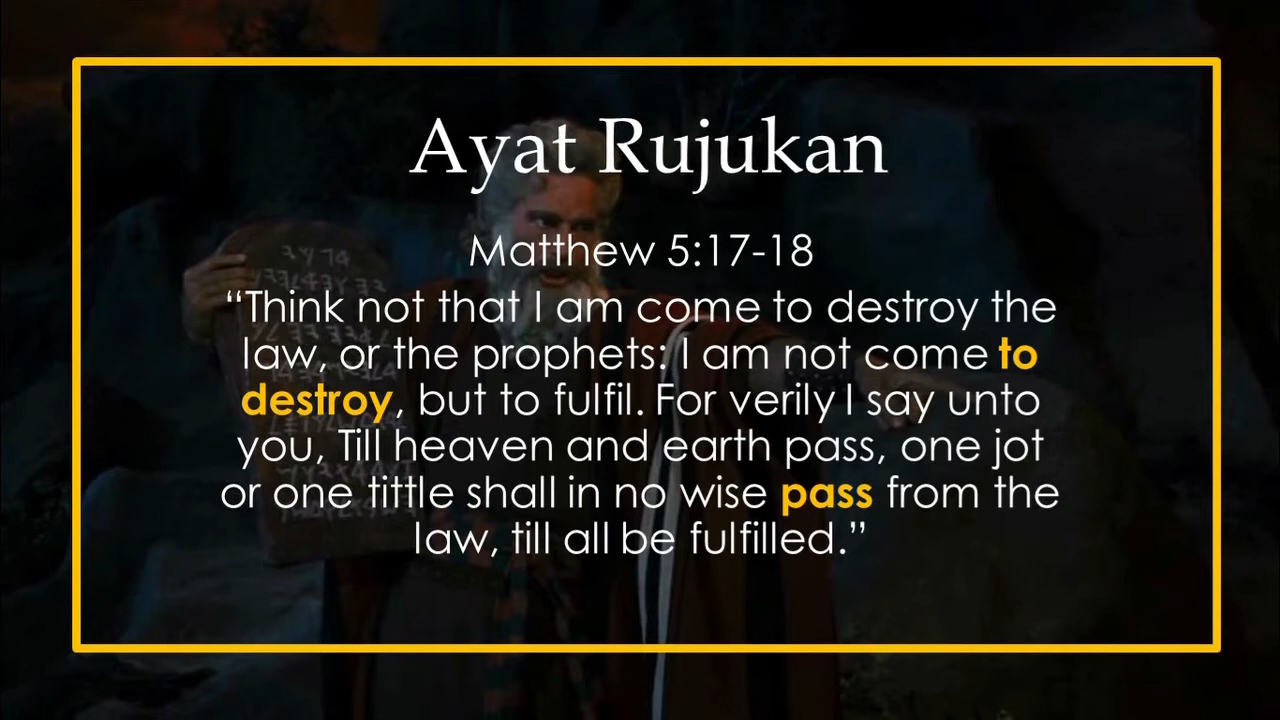 Ayat Rujukan
Matthew 5:17-18
“Think not that I am come to destroy the
law, or the prophets: I am not come to
destroy, but to fulfil. For verily I say unto
you, Till heaven and earth pass, one jot
or one tittle shall in no wise pass from the
law, till all be fulfilled.”